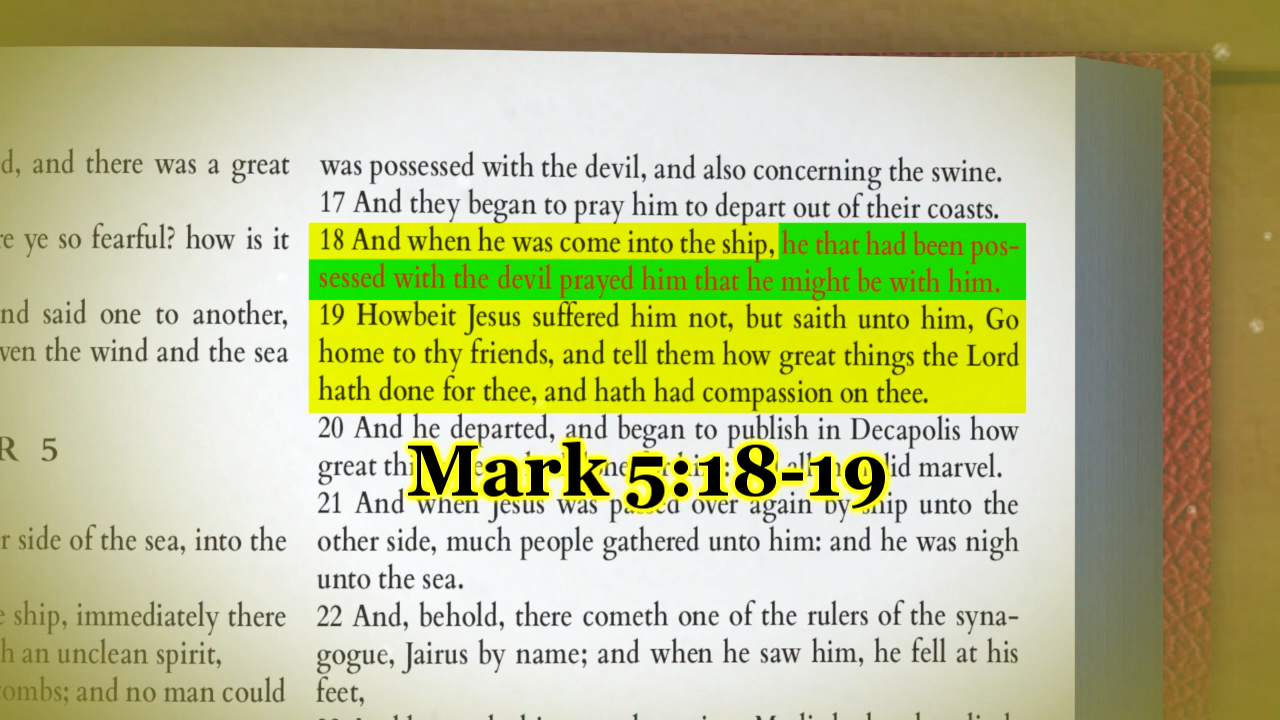 d, and there was a great
re ye so fearful? how is it
nd said one to another,
ven the wind and the sea
R 5
r side of the sea, into the
e ship, immediately there
h an unclean spirit,
ombs; and no man could
was possessed with the devil, and also concerning the swine.
17 And they began to pray him to depart out of their coasts.
18 And when he was come into the ship, he that had been pos-
sessed with the devil prayed him that he might be with him.
19 Howbeit Jesus suffered him not, but saith unto him, Go
home to thy friends, and tell them how great things the Lord
hath done for thee, and hath had compassion on thee.
20 And he departed, and began to publish in Decapolis how
great marvel.
Mark 5:18-19
21 And when Jesus was passed over again by ship unto the
other side, much people gathered unto him: and he was nigh
unto the sea.
22 And, behold, there cometh one of the rulers of the syna-
gogue, Jairus by name; and when he saw him, he fell at his
feet,